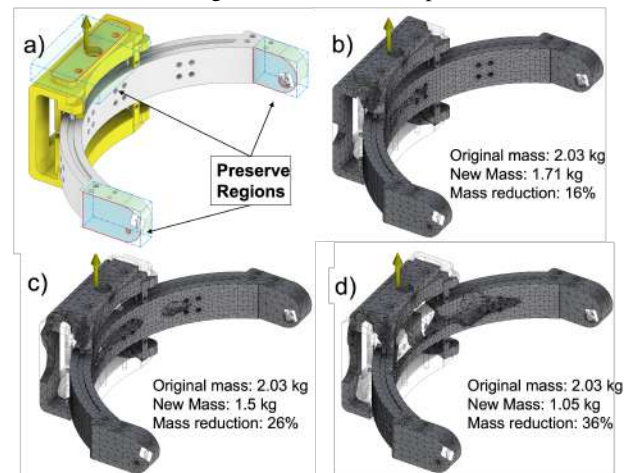 a)
Preserve
Regions
b)
Original mass: 2.03 kg
New Mass: 1.71 kg
Mass reduction: 16%
c)
Original mass: 2.03 kg
New Mass: 1.5 kg
Mass reduction: 26%
d)
Original mass: 2.03 kg
New Mass: 1.05 kg
Mass reduction: 36%